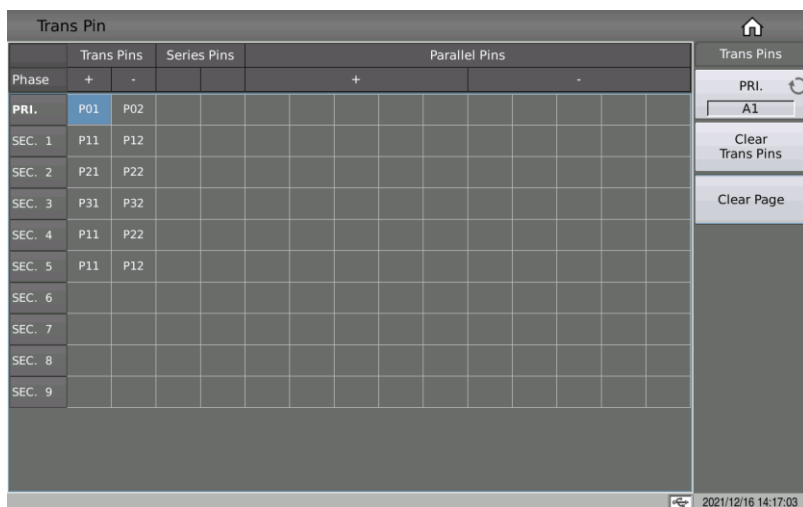 Trans Pin
Trans Pins Series Pins Parallel Pins
Phase + - + -
PRI. P01 P02
SEC. 1 P11 P12
SEC. 2 P21 P22
SEC. 3 P31 P32
SEC. 4 P11 P22
SEC. 5 P11 P12
SEC. 6
SEC. 7
SEC. 8
SEC. 9
Trans Pins
PRI.
A1
Clear
Trans Pins
Clear Page
2021/12/16 14:17:03